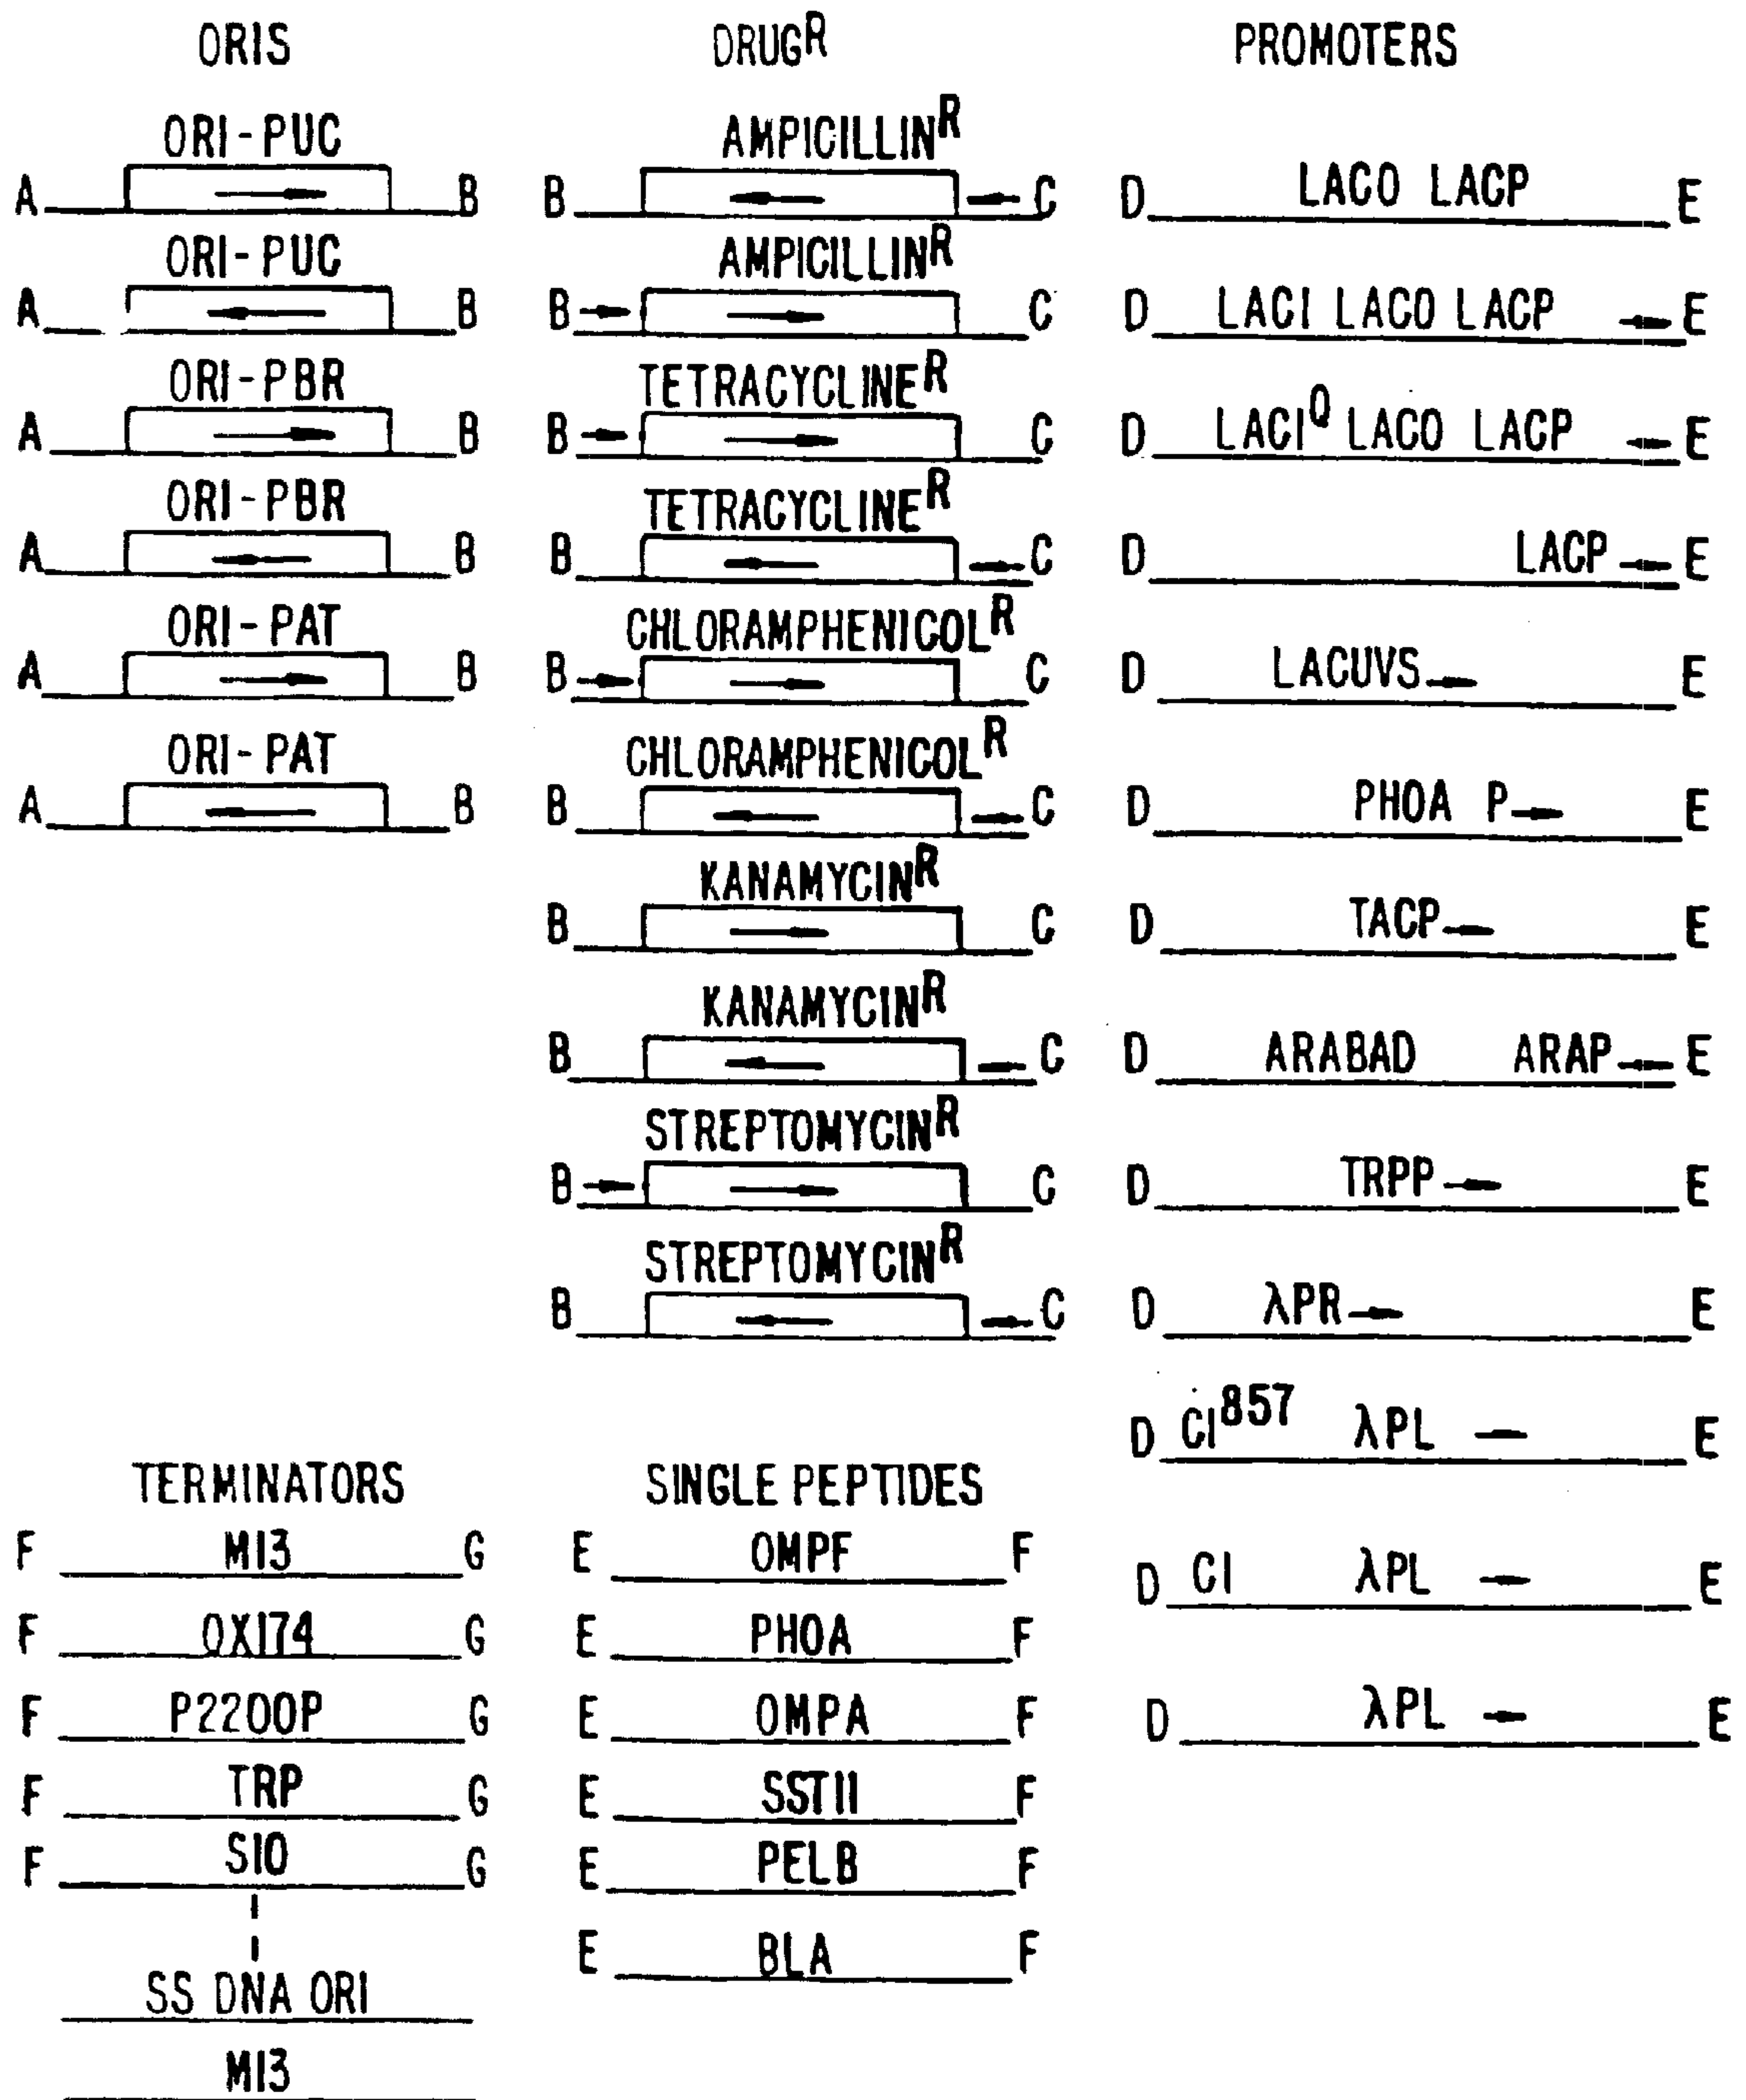 ORIS
ORI-PUC
A B
ORI-PUC
A B
ORI-PBR
A B
ORI-PBR
A B
ORI-PAT
A B
ORI-PAT
A B
DRUGR
AMPICILLINR
B C
AMPICILLINR
B C
TETRACYCLINER
B C
TETRACYCLINER
B C
CHLORAMPHENICOLR
B C
CHLORAMPHENICOLR
B C
KANAMYCINR
B C
KANAMYCINR
B C
STREPTOMYCINR
B C
STREPTOMYCINR
B C
PROMOTERS
D LACO LACP E
D LACI LACO LACP E
D LACIQ LACO LACP E
D LACP E
D LACUVS E
D PHOA P E
D TACP E
D ARABAD ARAP E
D TRPP E
D λPR E
D CI857 λPL E
D CI λPL E
D λPL E
TERMINATORS
F M13 G
F OX174 G
F P2200P G
F TRP G
F S10 G
SS DNA ORI
M13
SINGLE PEPTIDES
E OMPF F
E PHOA F
E OMPA F
E SSTII F
E PELB F
E BLA F